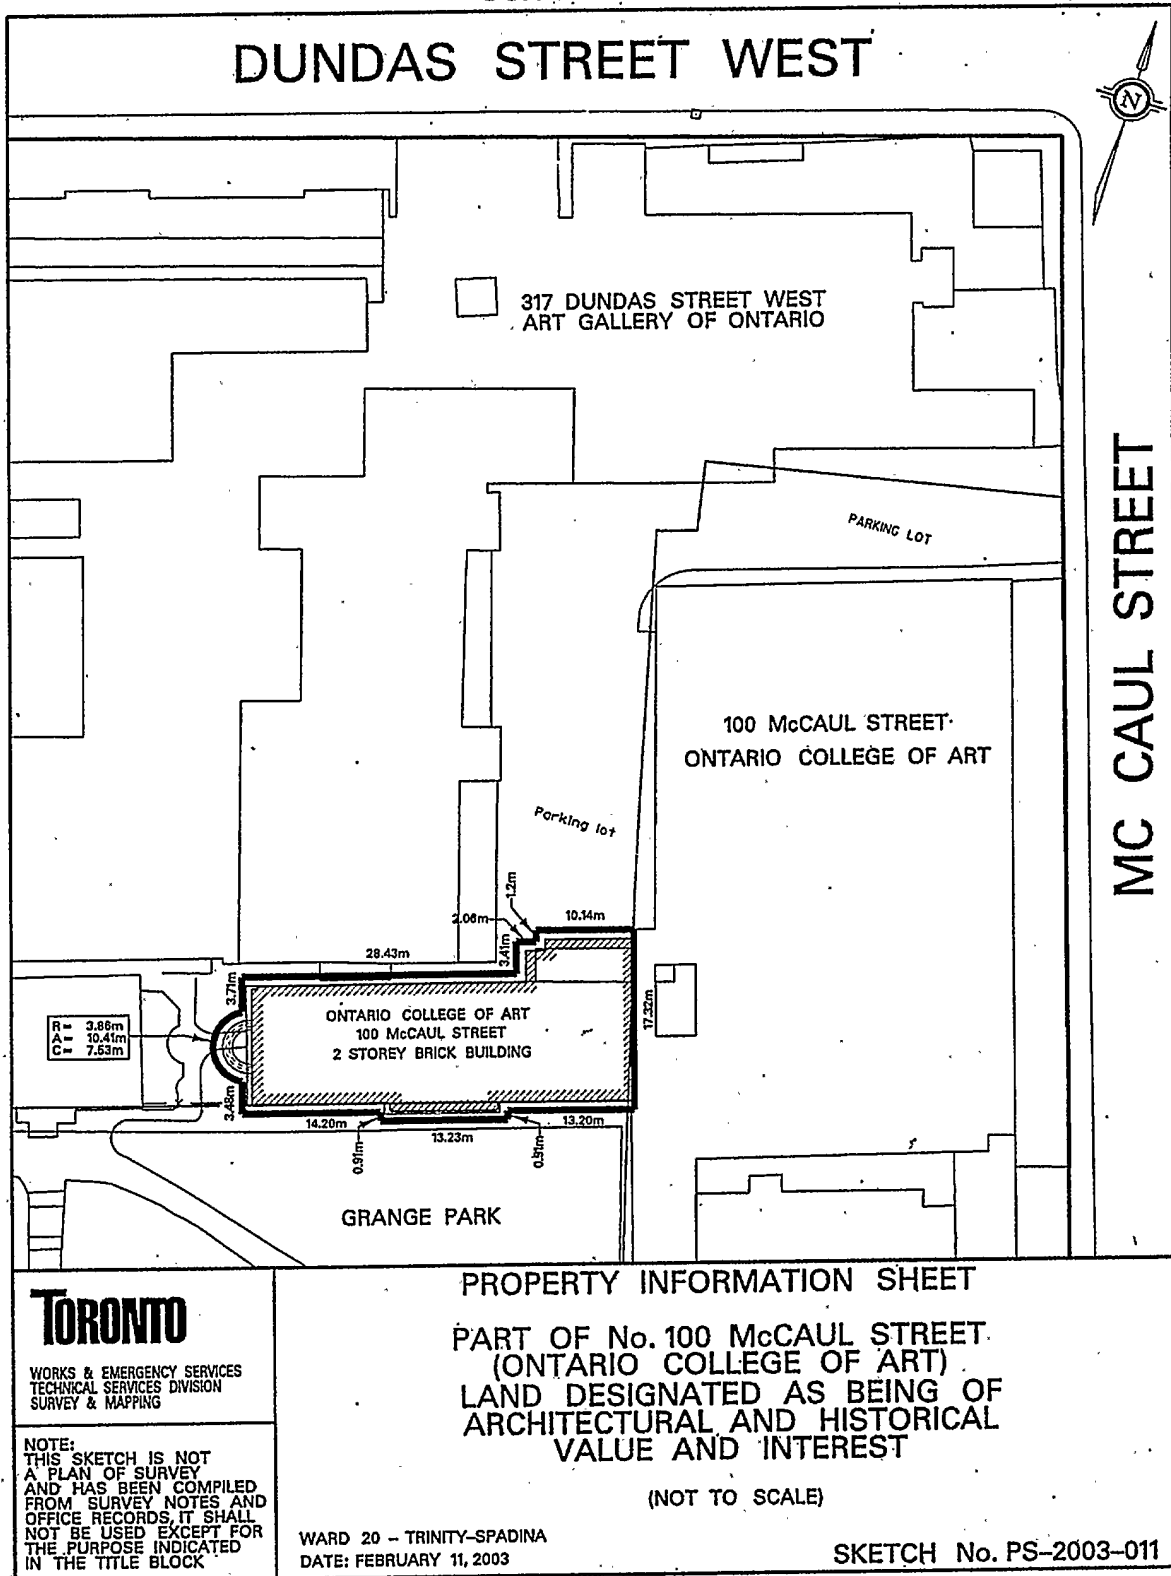 DUNDAS STREET WEST
N
317 DUNDAS STREET WEST
ART GALLERY OF ONTARIO
PARKING LOT
MC CAUL STREET
100 McCAUL STREET
ONTARIO COLLEGE OF ART
Parking lot
1.2m
2.06m
10.14m
3.41m
28.43m
3.71m
17.32m
R= 3.86m
A= 10.41m
C= 7.53m
ONTARIO COLLEGE OF ART
100 McCAUL STREET
2 STOREY BRICK BUILDING
3.48m
14.20m
0.91m
13.23m
0.91m
13.20m
GRANGE PARK
TORONTO
WORKS & EMERGENCY SERVICES
TECHNICAL SERVICES DIVISION
SURVEY & MAPPING
NOTE:
THIS SKETCH IS NOT
A PLAN OF SURVEY
AND HAS BEEN COMPILED
FROM SURVEY NOTES AND
OFFICE RECORDS, IT SHALL
NOT BE USED EXCEPT FOR
THE PURPOSE INDICATED
IN THE TITLE BLOCK
PROPERTY INFORMATION SHEET
PART OF No. 100 McCAUL STREET
(ONTARIO COLLEGE OF ART)
LAND DESIGNATED AS BEING OF
ARCHITECTURAL AND HISTORICAL
VALUE AND INTEREST
(NOT TO SCALE)
WARD 20 - TRINITY-SPADINA
DATE: FEBRUARY 11, 2003
SKETCH No. PS-2003-011